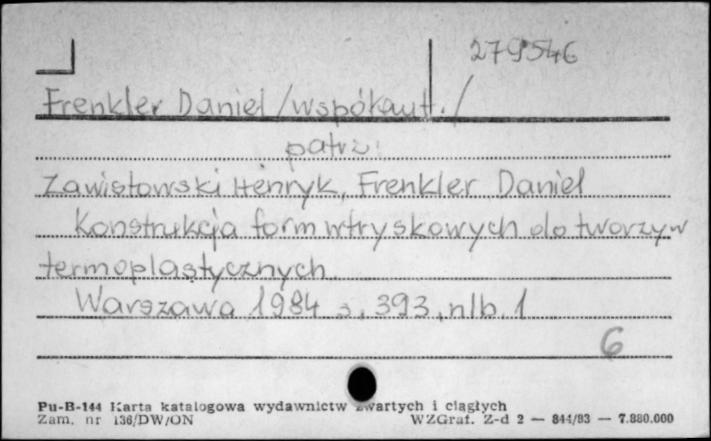 279546
Frenkler Daniel /współaut./
patrz:
Zawistowski Henryk, Frenkler Daniel
Konstrukcja form wtryskowych do tworzyw
termoplastycznych
Warszawa 1984 s. 393, nlb. 1
6
Pu-B-144 Karta katalogowa wydawnictw zwartych i ciągłych
Zam. nr 136/DW/ON WZGraf. Z-d 2 — 844/83 — 7.880.000